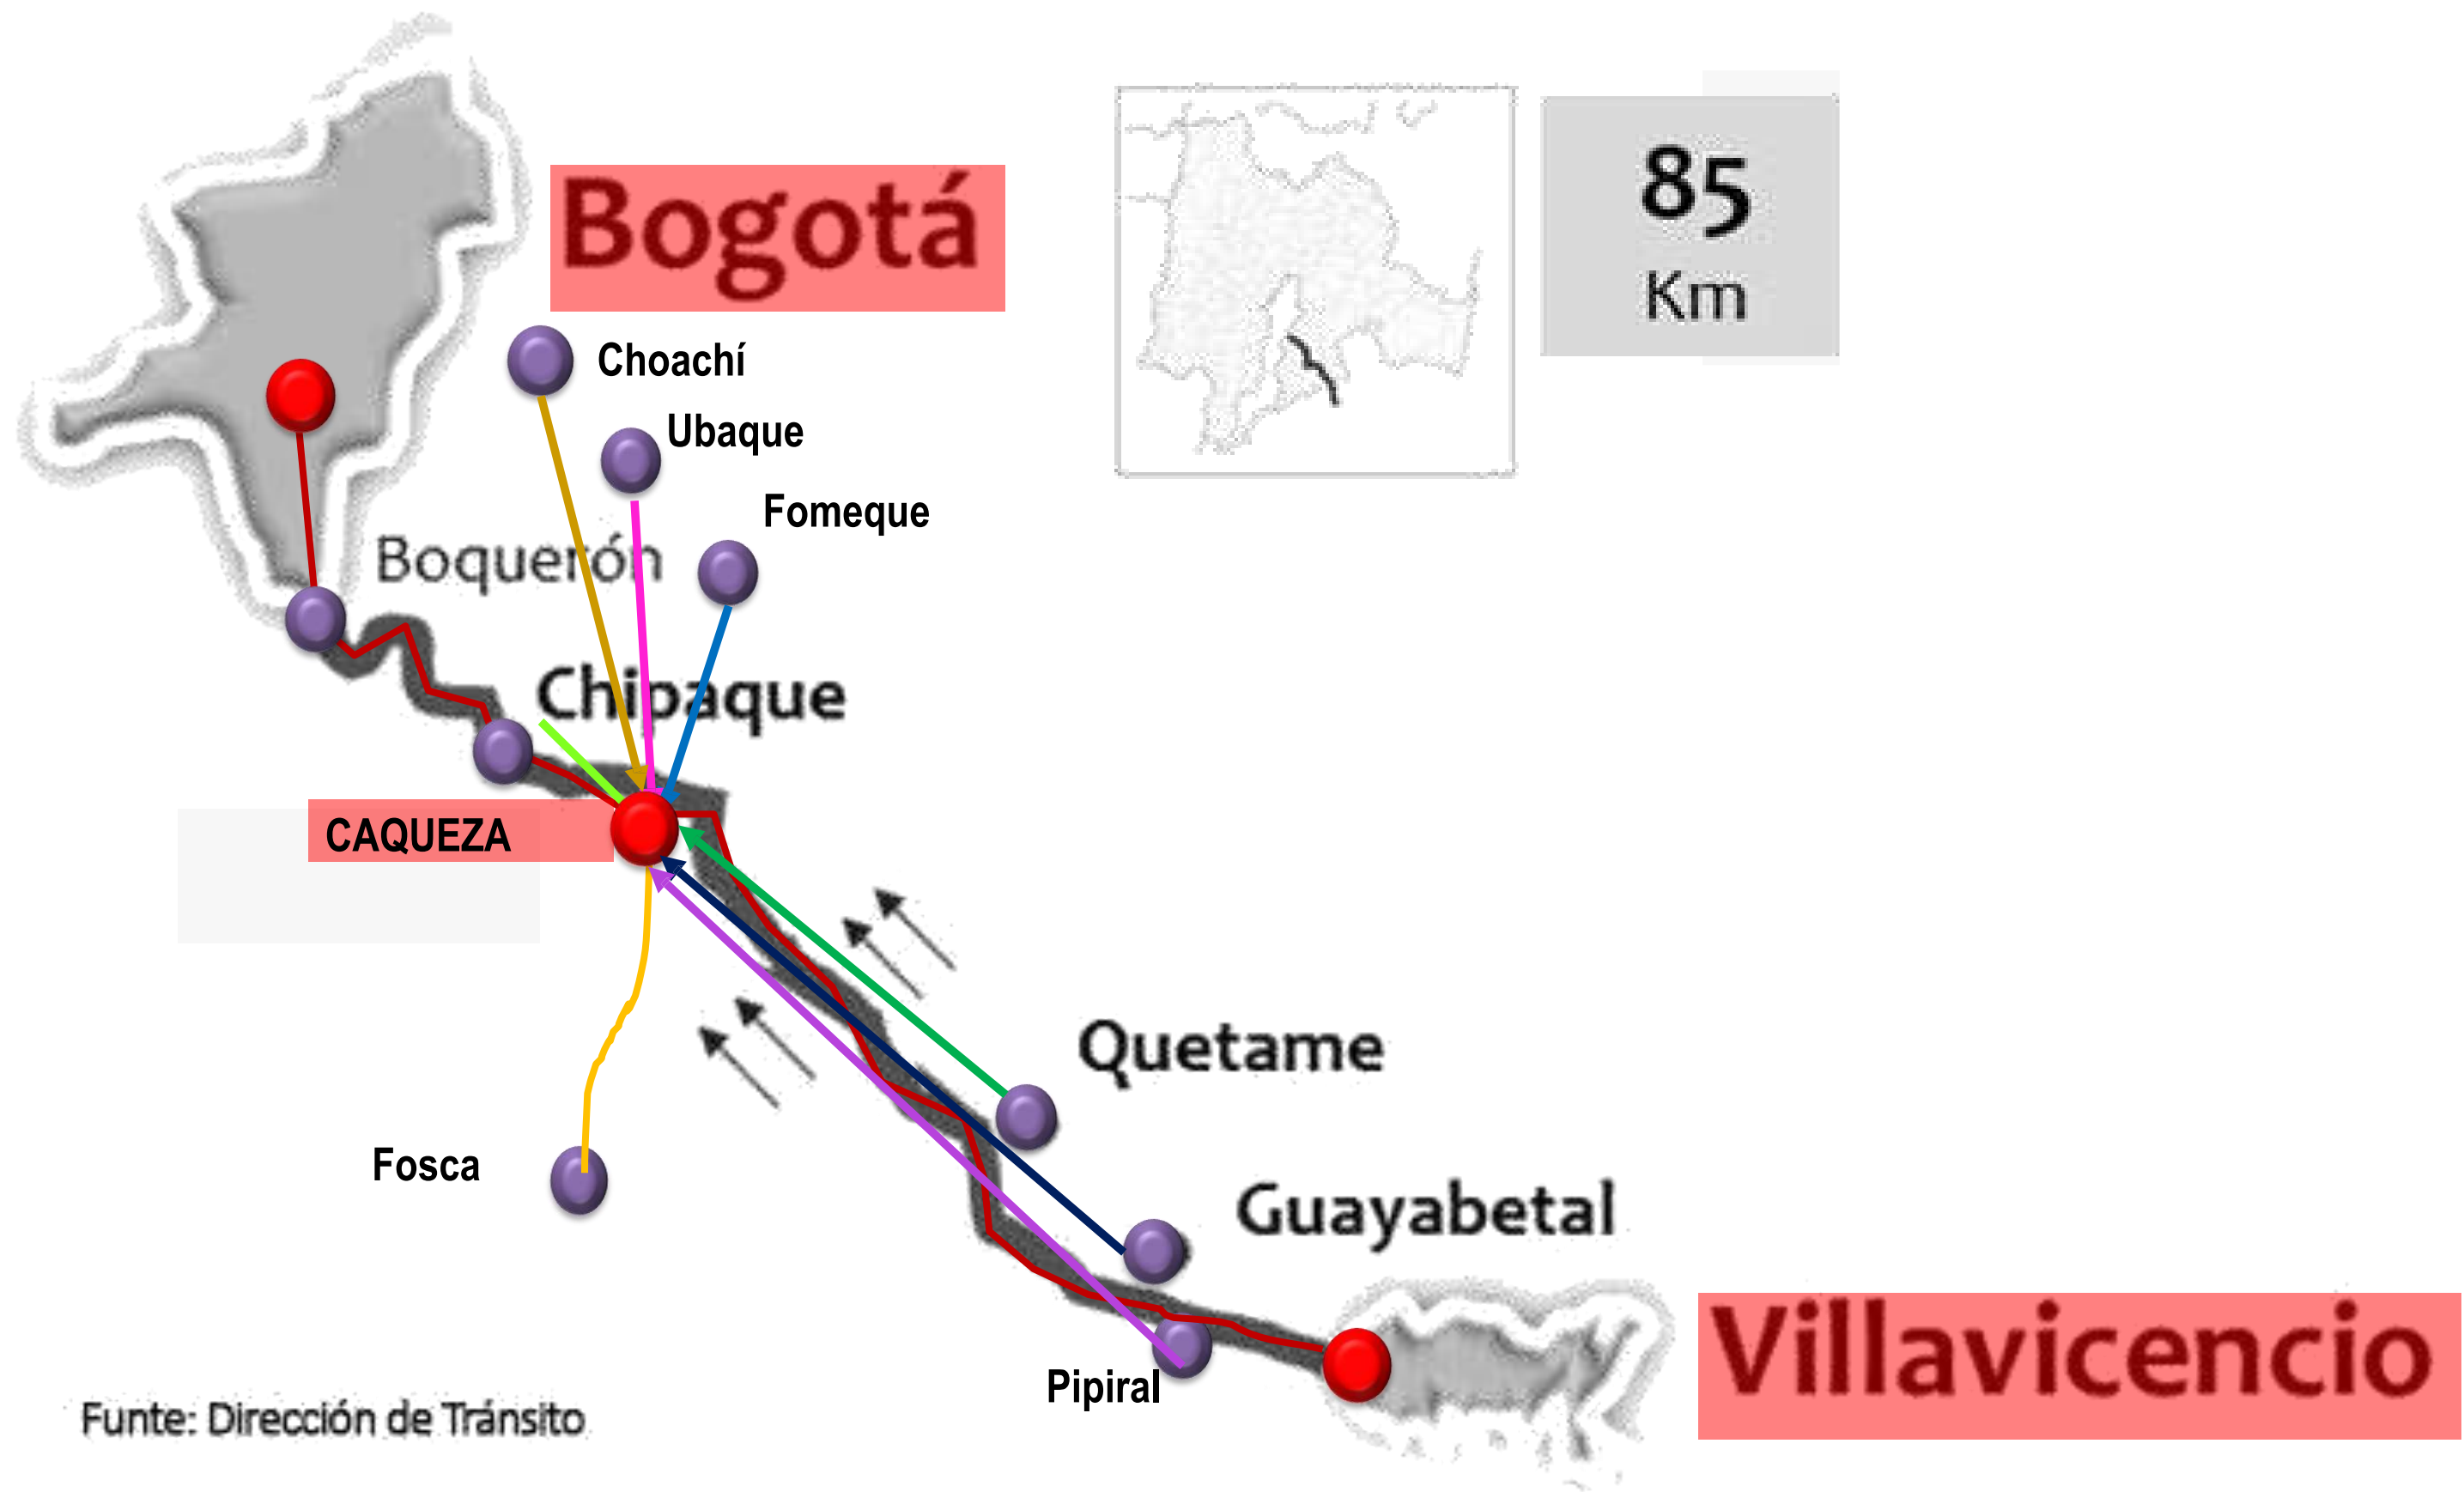 Bogotá
85
Km
Choachí
Ubaque
Fomeque
Boquerón
Chipaque
CAQUEZA
Quetame
Fosca
Guayabetal
Villavicencio
Pipiral
Funte: Dirección de Tránsito